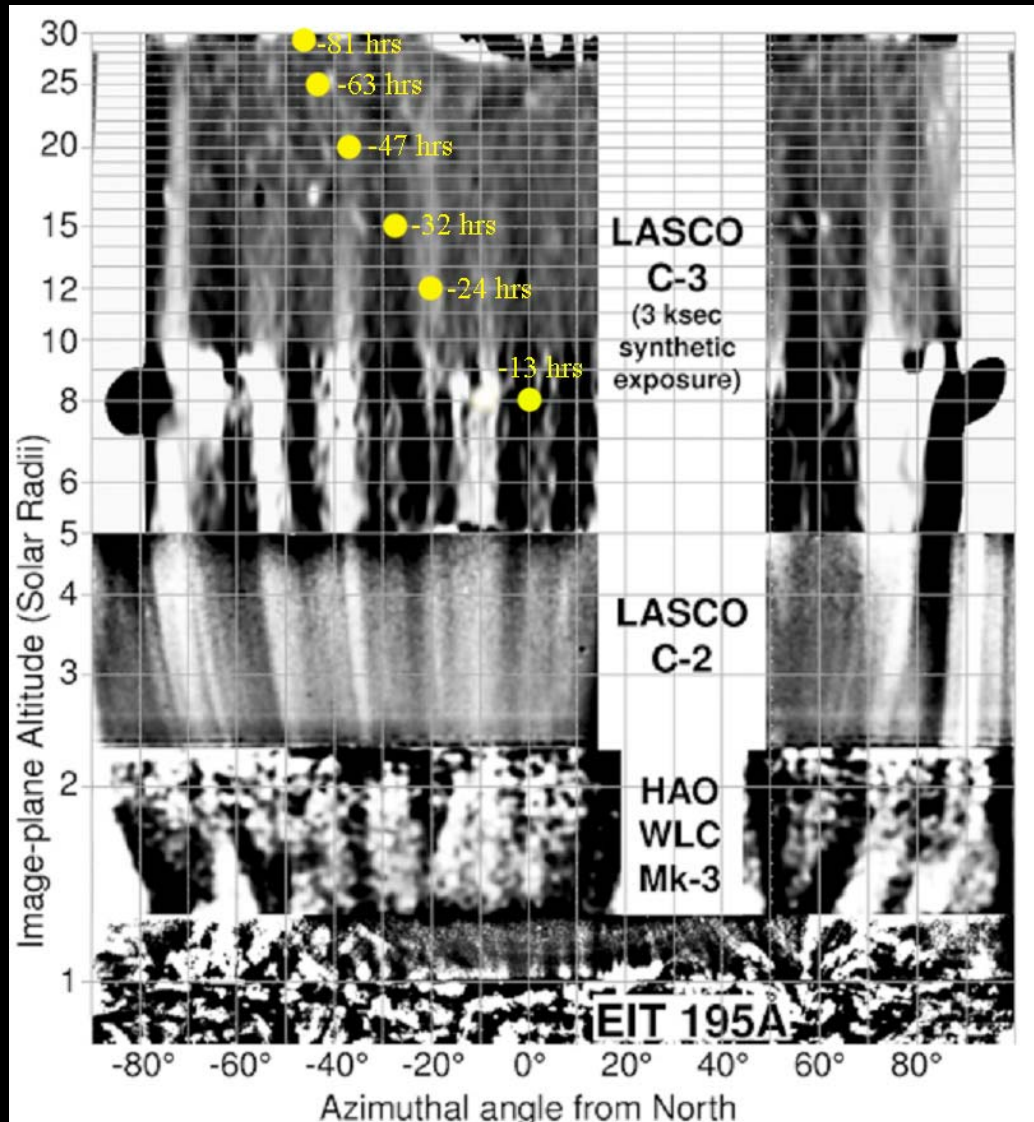 30
25
20
15
12
10
8
6
5
4
3
2
1
Image-plane Altitude (Solar Radii)
-81 hrs
-63 hrs
-47 hrs
-32 hrs
-24 hrs
-13 hrs
LASCO
C-3
(3 ksec
synthetic
exposure)
LASCO
C-2
HAO
WLC
Mk-3
EIT 195A
-80° -60° -40° -20° 0° 20° 40° 60° 80°
Azimuthal angle from North